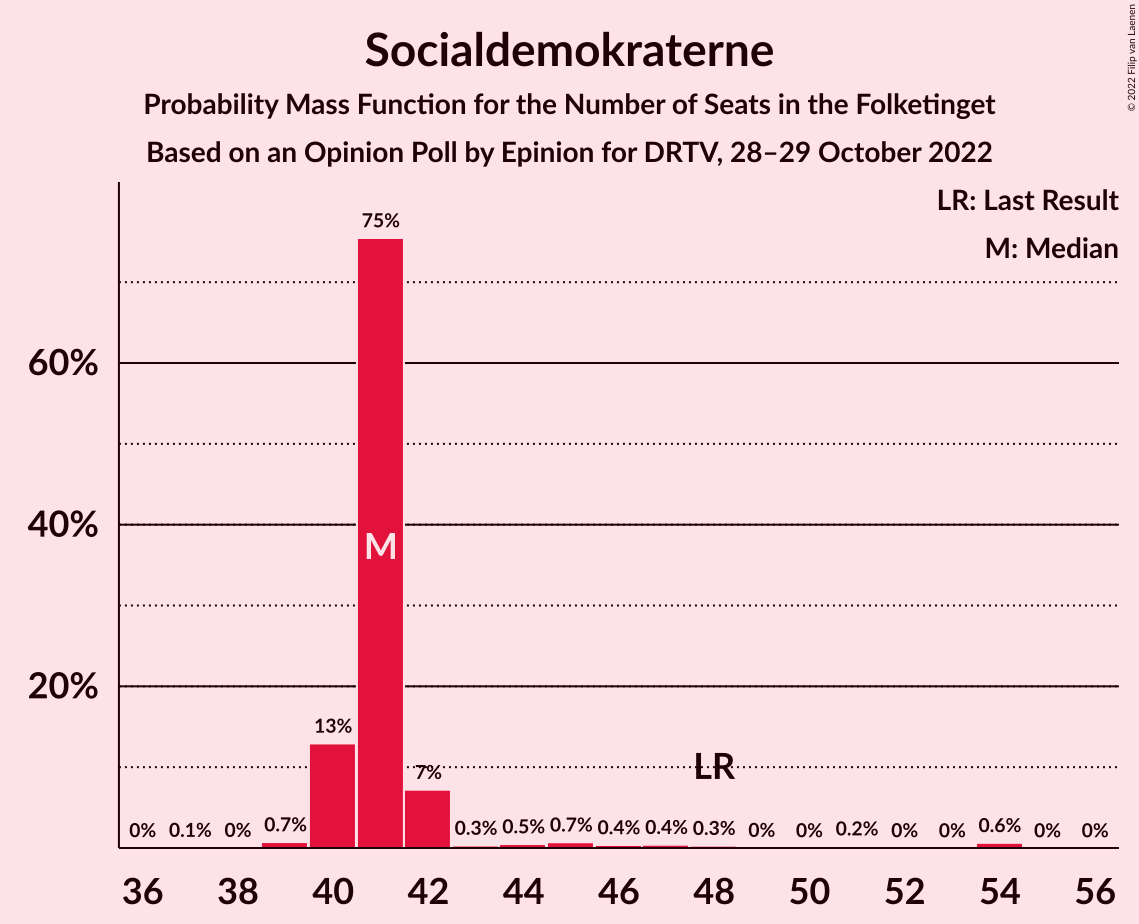 Socialdemokraterne
Probability Mass Function for the Number of Seats in the Folketinget
Based on an Opinion Poll by Epinion for DRTV, 28–29 October 2022
© 2022 Filip van Laenen
LR: Last Result
M: Median
75%
60%
40%
M
20%
13%
7%
LR
0% 0.1% 0% 0.7% 0.3% 0.5% 0.7% 0.4% 0.4% 0.3% 0% 0% 0.2% 0% 0% 0.6% 0% 0%
36 38 40 42 44 46 48 50 52 54 56